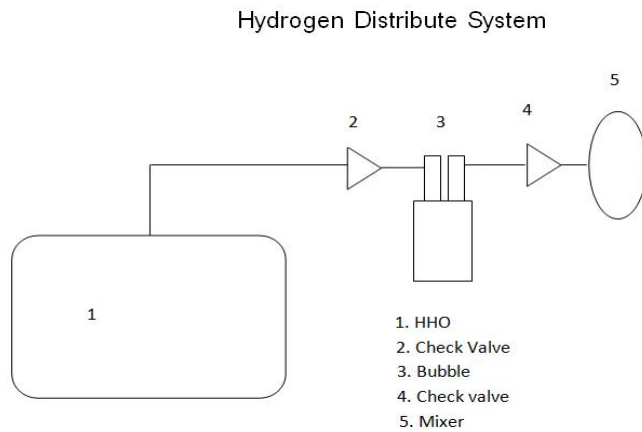 Hydrogen Distribute System
5
4
2
3
1
1. HHO
2. Check Valve
3. Bubble
4. Check valve
5. Mixer